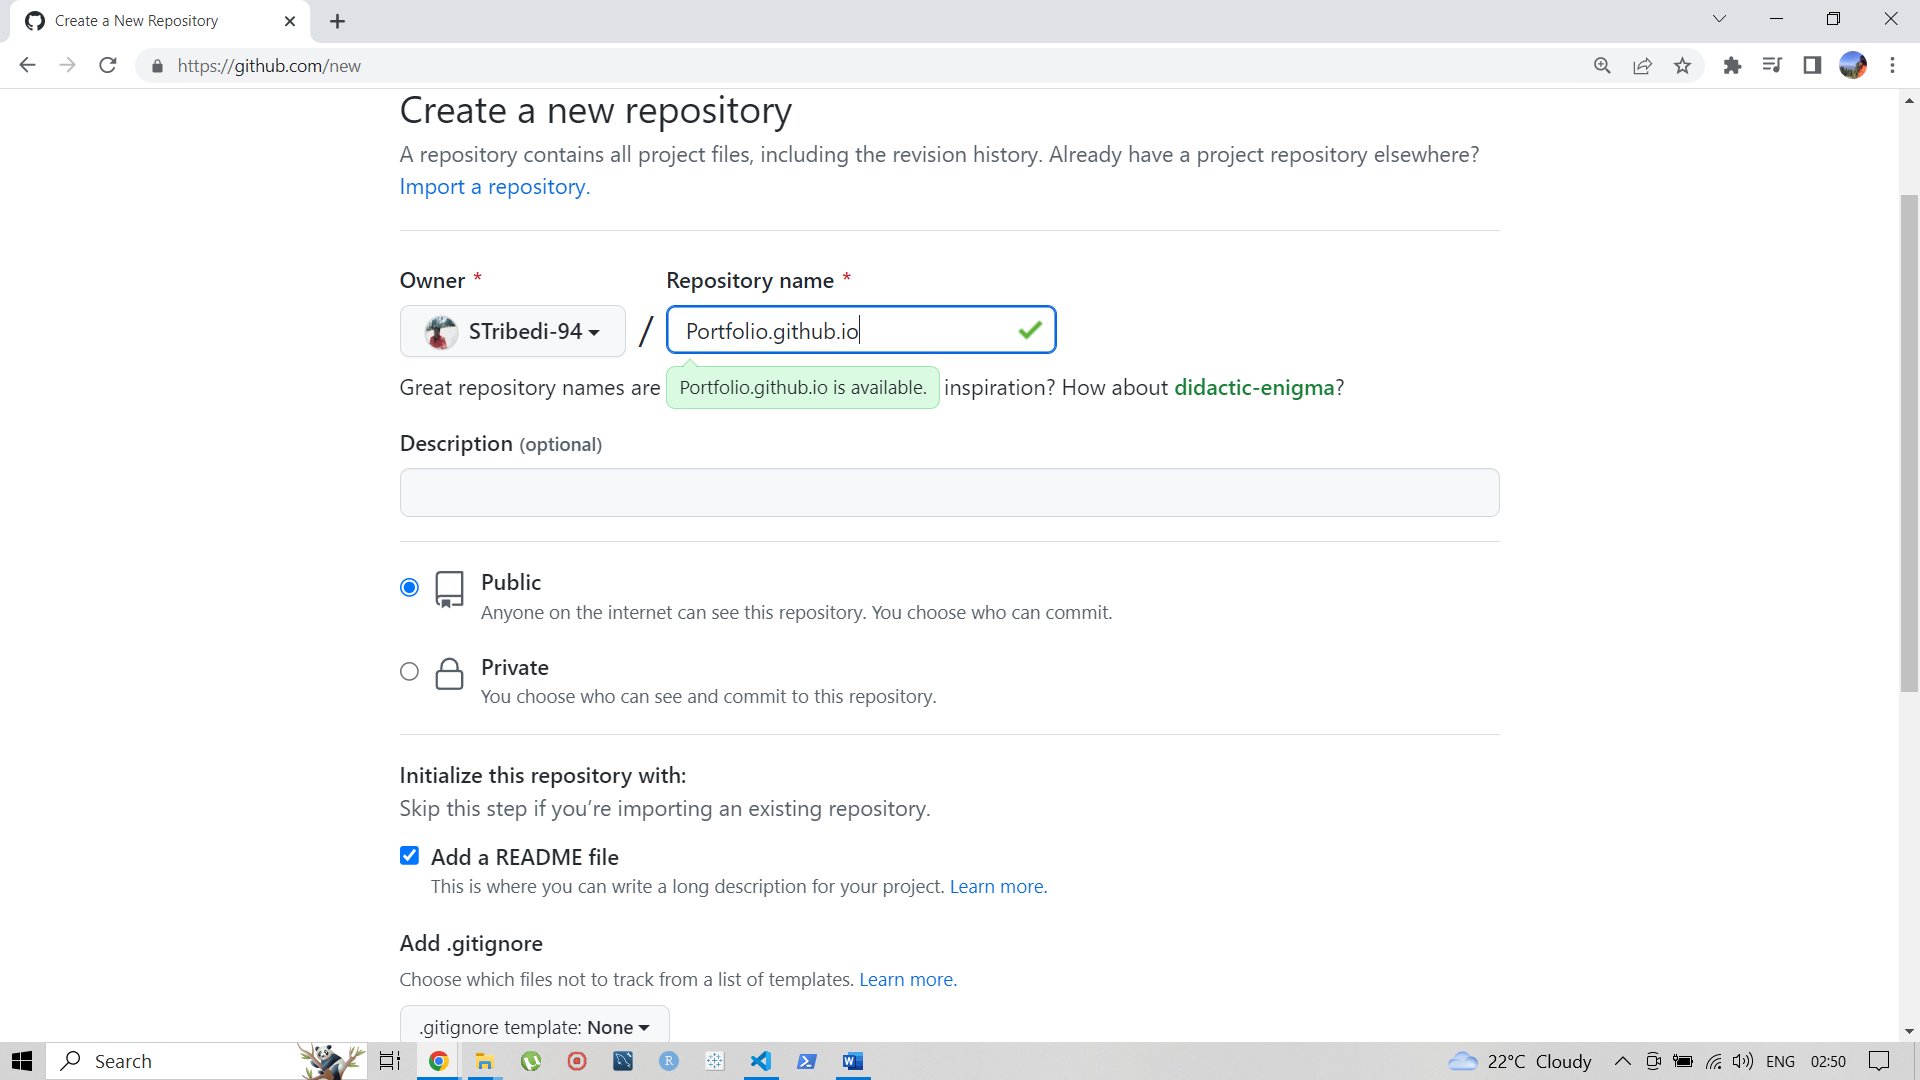 Create a New Repository
https://github.com/new
Create a new repository
A repository contains all project files, including the revision history. Already have a project repository elsewhere?
Import a repository.
Owner * Repository name *
STribedi-94 / Portfolio.github.io
Great repository names are Portfolio.github.io is available. inspiration? How about didactic-enigma?
Description (optional)
Public
Anyone on the internet can see this repository. You choose who can commit.
Private
You choose who can see and commit to this repository.
Initialize this repository with:
Skip this step if you’re importing an existing repository.
Add a README file
This is where you can write a long description for your project. Learn more.
Add .gitignore
Choose which files not to track from a list of templates. Learn more.
.gitignore template: None
Search R W 22°C Cloudy ENG 02:50